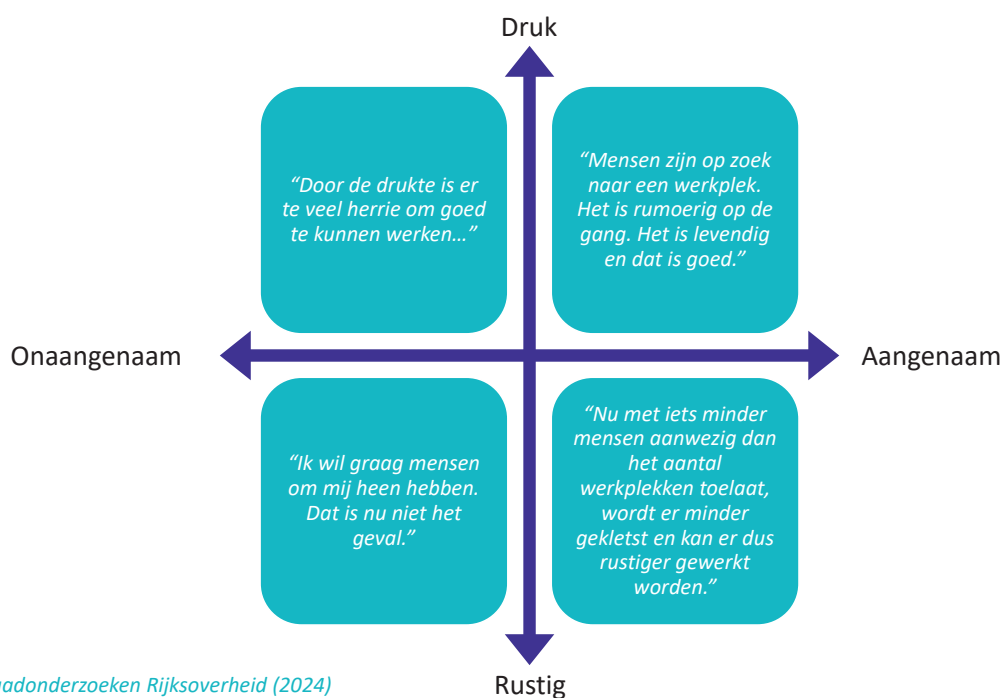 Druk
“Door de drukte is er
te veel herrie om goed
te kunnen werken…”
“Mensen zijn op zoek
naar een werkplek.
Het is rumoerig op de
gang. Het is levendig
en dat is goed.”
Onaangenaam
Aangenaam
“Ik wil graag mensen
om mij heen hebben.
Dat is nu niet het
geval.”
“Nu met iets minder
mensen aanwezig dan
het aantal
werkplekken toelaat,
wordt er minder
gekletst en kan er dus
rustiger gewerkt
worden.”
Rustig
adonderzoeken Rijksoverheid (2024)